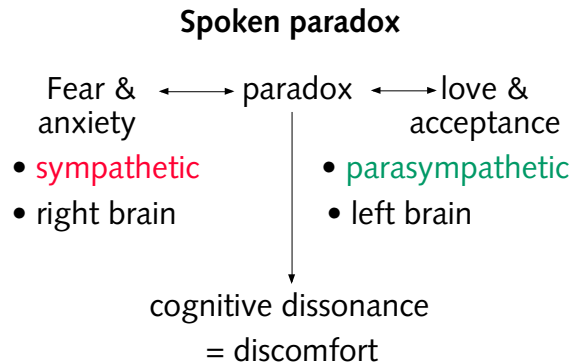 Spoken paradox
Fear &
anxiety
• sympathetic
• right brain
paradox
love &
acceptance
• parasympathetic
• left brain
cognitive dissonance
= discomfort